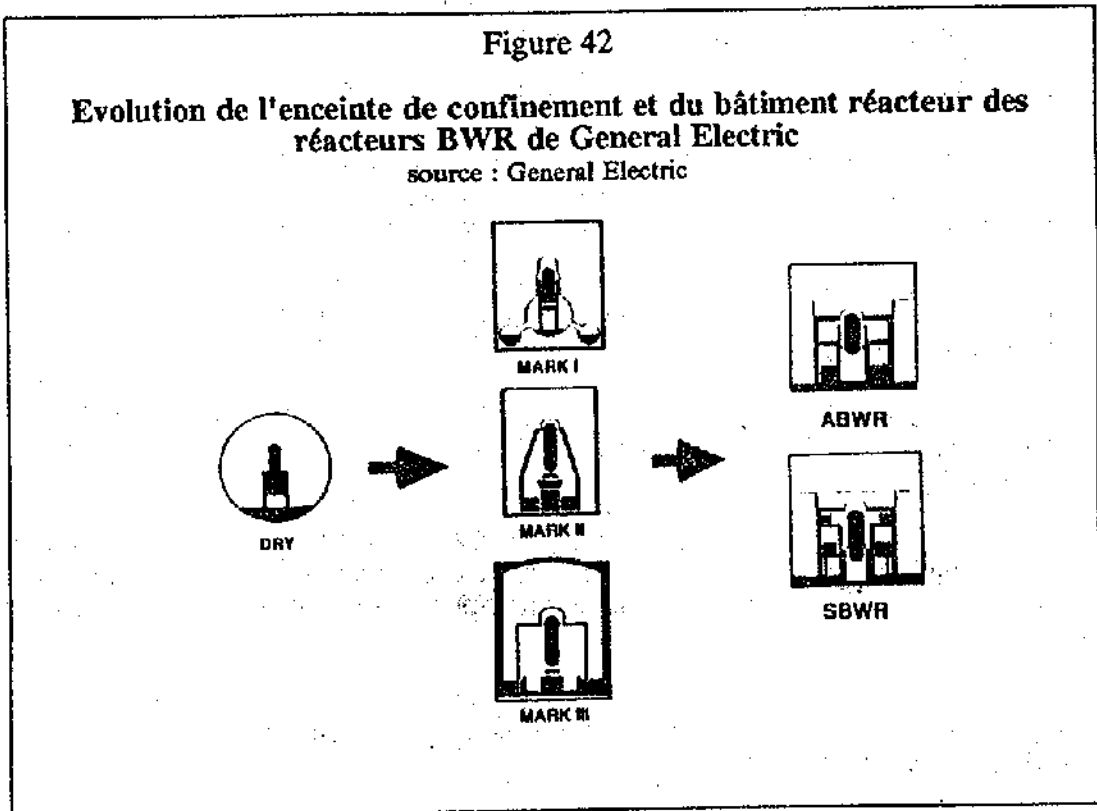 Figure 42
Evolution de l'enceinte de confinement et du bâtiment réacteur des
réacteurs BWR de General Electric
source : General Electric
DRY
MARK I
MARK II
MARK III
ABWR
SBWR